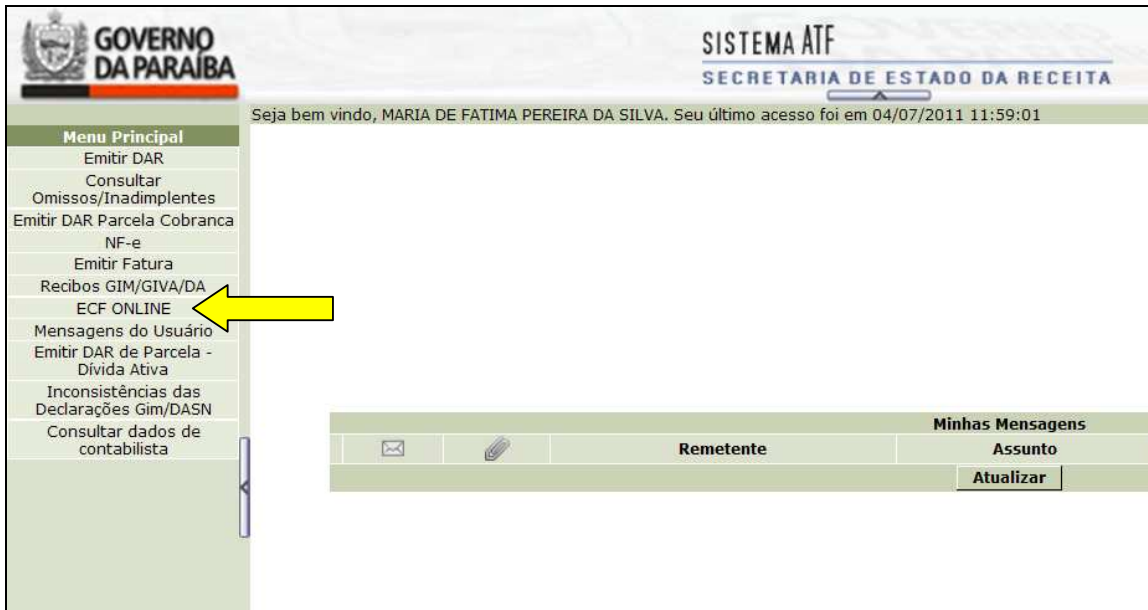 GOVERNO
DA PARAÍBA
SISTEMA ATF
SECRETARIA DE ESTADO DA RECEITA
Seja bem vindo, MARIA DE FATIMA PEREIRA DA SILVA. Seu último acesso foi em 04/07/2011 11:59:01
Menu Principal
Emitir DAR
Consultar
Omissos/Inadimplentes
Emitir DAR Parcela Cobranca
NF-e
Emitir Fatura
Recibos GIM/GIVA/DA
ECF ONLINE
Mensagens do Usuário
Emitir DAR de Parcela -
Dívida Ativa
Inconsistências das
Declarações Gim/DASN
Consultar dados de
contabilista
Minhas Mensagens
Remetente
Assunto
Atualizar